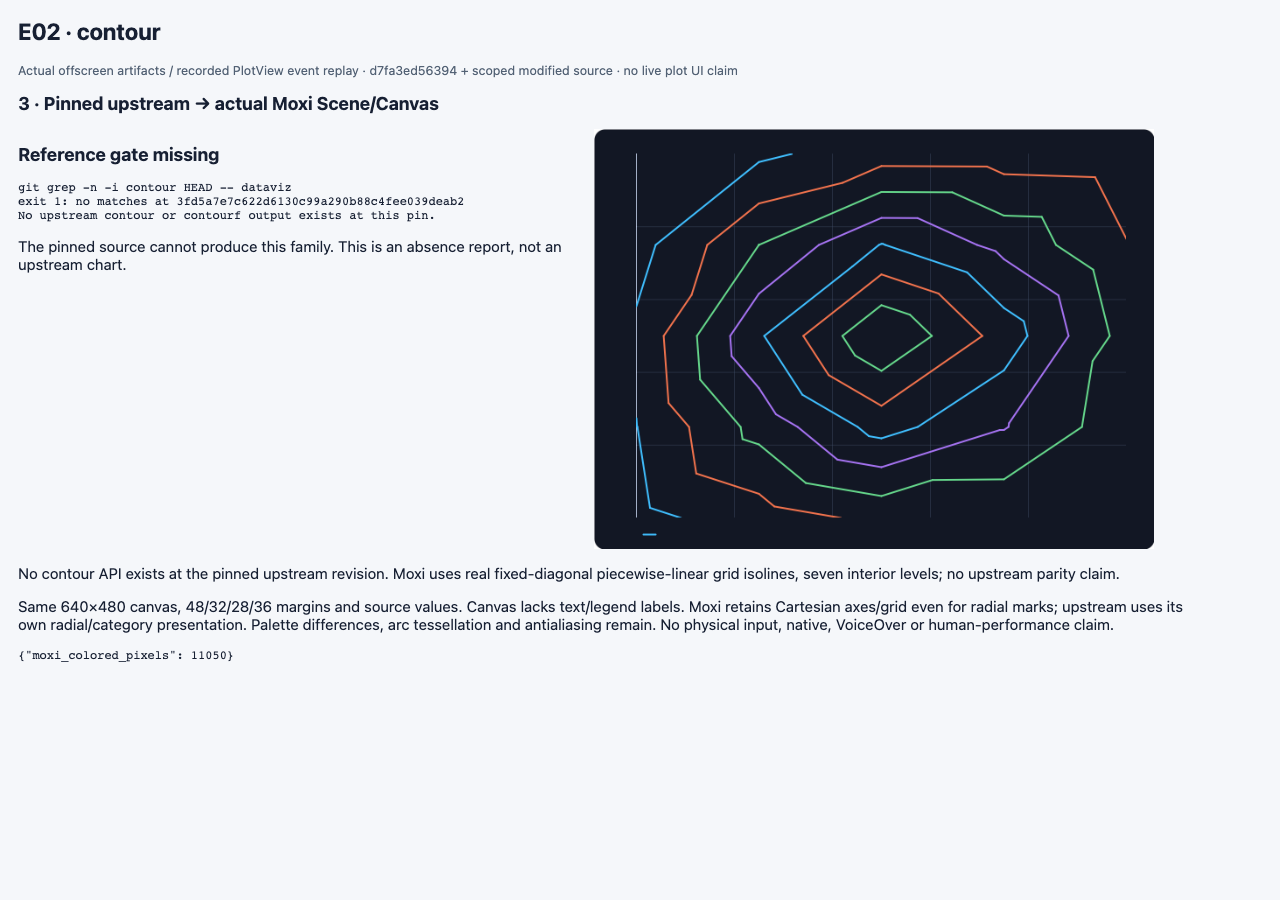 E02 · contour
Actual offscreen artifacts / recorded PlotView event replay · d7fa3ed56394 + scoped modified source · no live plot UI claim
3 · Pinned upstream → actual Moxi Scene/Canvas
Reference gate missing
git grep -n -i contour HEAD -- dataviz
exit 1: no matches at 3fd5a7e7c622d6130c99a290b88c4fee039deab2
No upstream contour or contourf output exists at this pin.
The pinned source cannot produce this family. This is an absence report, not an
upstream chart.
No contour API exists at the pinned upstream revision. Moxi uses real fixed-diagonal piecewise-linear grid isolines, seven interior levels; no upstream parity claim.
Same 640×480 canvas, 48/32/28/36 margins and source values. Canvas lacks text/legend labels. Moxi retains Cartesian axes/grid even for radial marks; upstream uses its
own radial/category presentation. Palette differences, arc tessellation and antialiasing remain. No physical input, native, VoiceOver or human-performance claim.
{"moxi_colored_pixels": 11050}